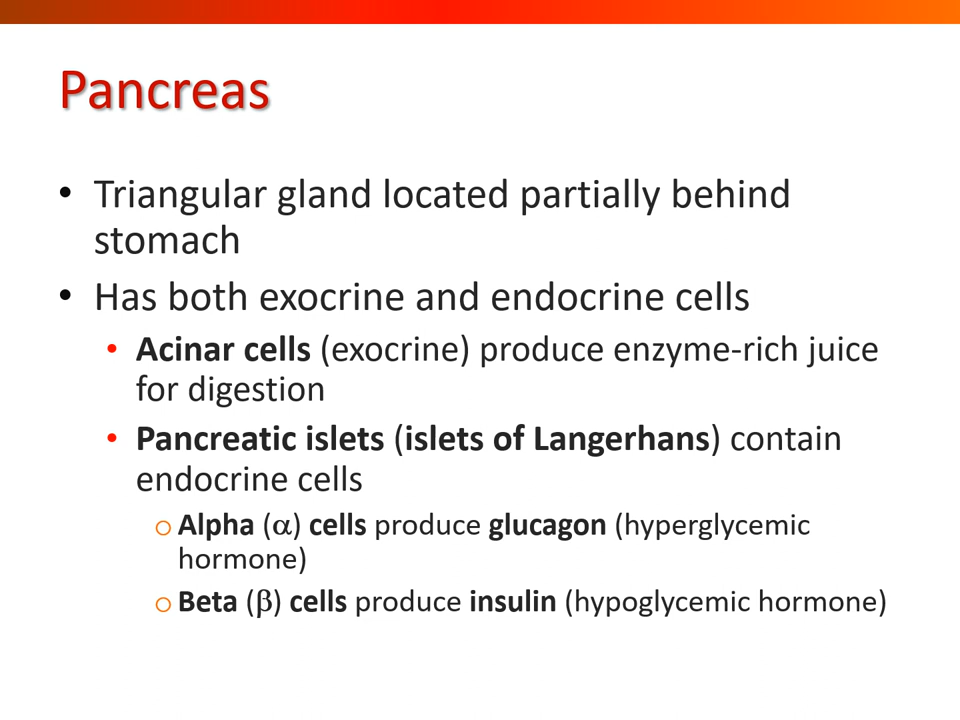 Pancreas
• Triangular gland located partially behind
stomach
• Has both exocrine and endocrine cells
• Acinar cells (exocrine) produce enzyme-rich juice
for digestion
• Pancreatic islets (islets of Langerhans) contain
endocrine cells
o Alpha (α) cells produce glucagon (hyperglycemic
hormone)
o Beta (β) cells produce insulin (hypoglycemic hormone)